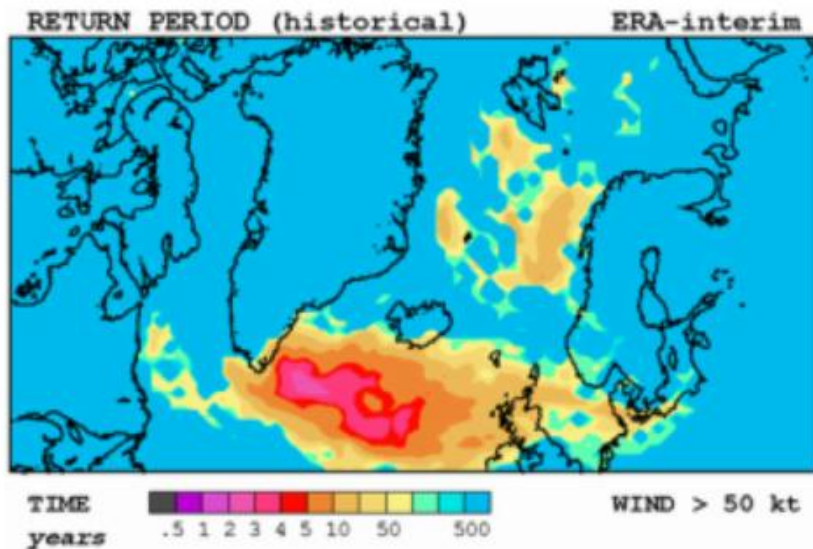 RETURN PERIOD (historical) ERA-interim
TIME .5 1 2 3 4 5 10 50 500 WIND > 50 kt
years